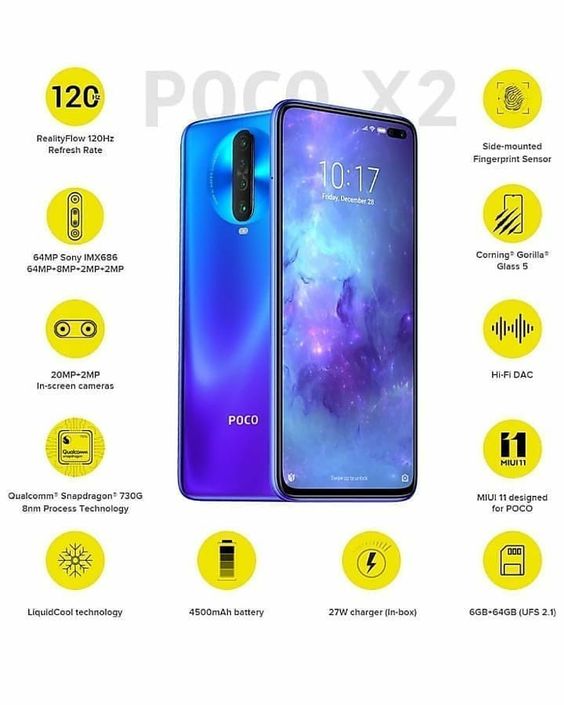 POCO X2
120Hz
RealityFlow 120Hz
Refresh Rate
Side-mounted
Fingerprint Sensor
10:17
Friday, December 28
64MP Sony IMX686
64MP+8MP+2MP+2MP
Corning® Gorilla®
Glass 5
20MP+2MP
In-screen cameras
Hi-Fi DAC
POCO
Qualcomm
snapdragon
Qualcomm® Snapdragon® 730G
8nm Process Technology
Swipe up to unlock
MIUI 11
MIUI 11 designed
for POCO
LiquidCool technology
4500mAh battery
27W charger (In-box)
6GB+64GB (UFS 2.1)